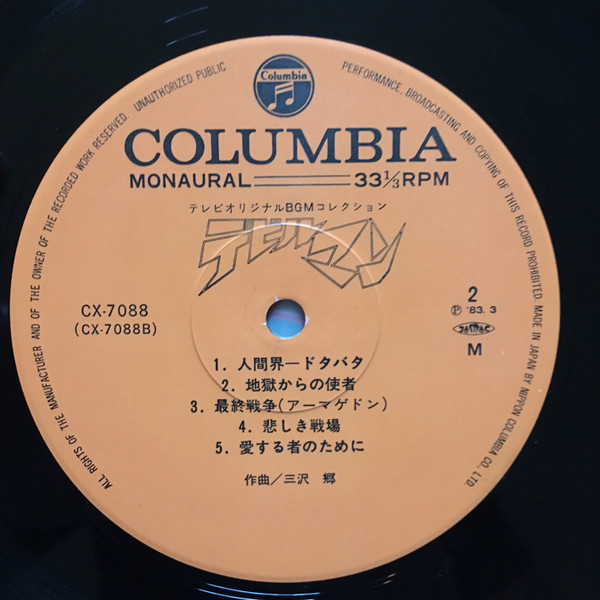 Columbia
COLUMBIA
MONAURAL 33 1/3 RPM
テレビオリジナルBGMコレクション
デビルマン
CX-7088
(CX-7088B)
2
Ⓟ '83. 3
JASRAC
M
1. 人間界―ドタバタ
2. 地獄からの使者
3. 最終戦争(アーマゲドン)
4. 悲しき戦場
5. 愛する者のために
作曲／三沢 郷
ALL RIGHTS OF THE MANUFACTURER AND OF THE OWNER OF THE RECORDED WORK RESERVED. UNAUTHORIZED PUBLIC PERFORMANCE, BROADCASTING AND COPYING OF THIS RECORD PROHIBITED. MADE IN JAPAN BY NIPPON COLUMBIA CO., LTD.